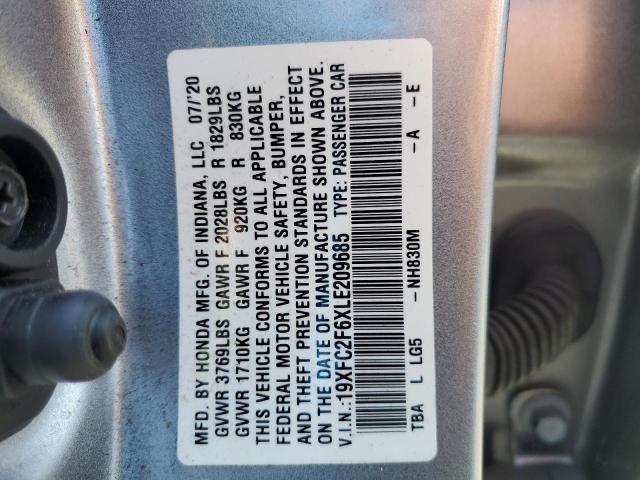 MFD. BY HONDA MFG. OF INDIANA, LLC 07/'20
GVWR 3769LBS GAWR F 2028LBS R 1829LBS
GVWR 1710KG GAWR F 920KG R 830KG
THIS VEHICLE CONFORMS TO ALL APPLICABLE
FEDERAL MOTOR VEHICLE SAFETY, BUMPER,
AND THEFT PREVENTION STANDARDS IN EFFECT
ON THE DATE OF MANUFACTURE SHOWN ABOVE.
V.I.N.:19XFC2F6XLE209685 TYPE: PASSENGER CAR
TBA L LG5 -NH830M -A -E